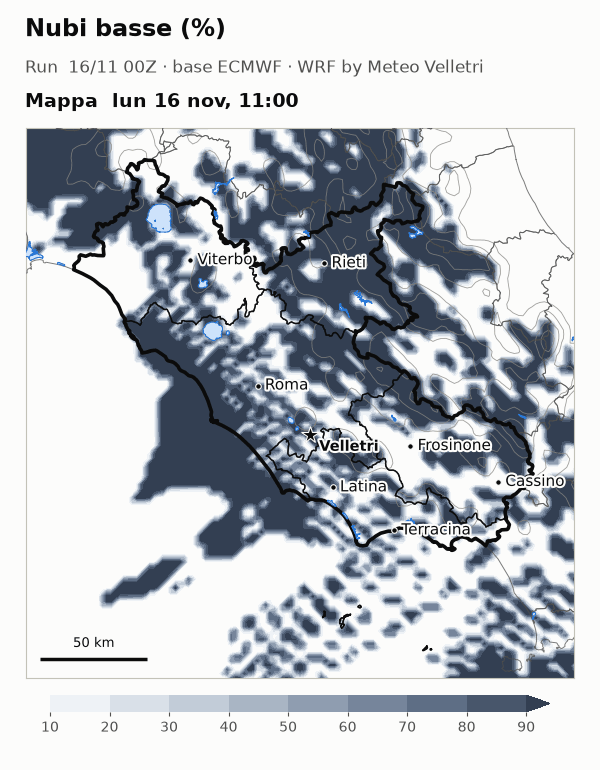 Nubi basse (%)
Run 16/11 00Z · base ECMWF · WRF by Meteo Velletri
Mappa lun 16 nov, 11:00
Viterbo
Rieti
Roma
Velletri
Frosinone
Cassino
Latina
Terracina
50 km
10 20 30 40 50 60 70 80 90